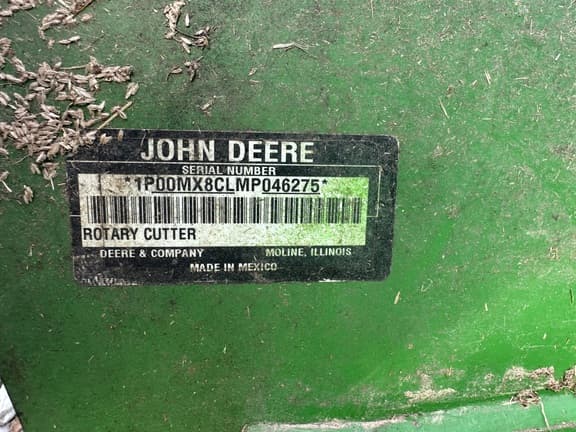 JOHN DEERE
SERIAL NUMBER
*1P00MX8CLMP046275*
ROTARY CUTTER
DEERE & COMPANY MOLINE, ILLINOIS
MADE IN MEXICO